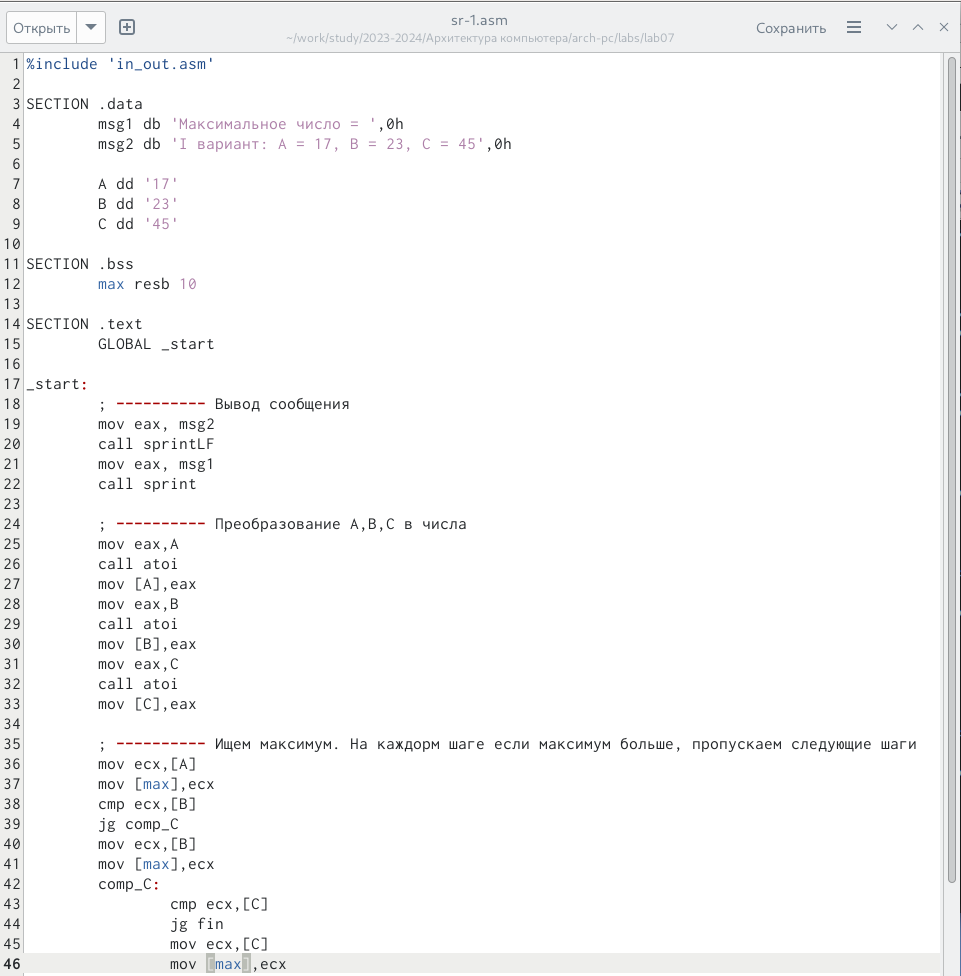 Открыть
sr-1.asm
~/work/study/2023-2024/Архитектура компьютера/arch-pc/labs/lab07
Сохранить
1 %include 'in_out.asm'
2
3 SECTION .data
4 msg1 db 'Максимальное число = ',0h
5 msg2 db 'I вариант: A = 17, B = 23, C = 45',0h
6
7 A dd '17'
8 B dd '23'
9 C dd '45'
10
11 SECTION .bss
12 max resb 10
13
14 SECTION .text
15 GLOBAL _start
16
17 _start:
18 ; ---------- Вывод сообщения
19 mov eax, msg2
20 call sprintLF
21 mov eax, msg1
22 call sprint
23
24 ; ---------- Преобразование A,B,C в числа
25 mov eax,A
26 call atoi
27 mov [A],eax
28 mov eax,B
29 call atoi
30 mov [B],eax
31 mov eax,C
32 call atoi
33 mov [C],eax
34
35 ; ---------- Ищем максимум. На каждорм шаге если максимум больше, пропускаем следующие шаги
36 mov ecx,[A]
37 mov [max],ecx
38 cmp ecx,[B]
39 jg comp_C
40 mov ecx,[B]
41 mov [max],ecx
42 comp_C:
43 cmp ecx,[C]
44 jg fin
45 mov ecx,[C]
46 mov [max],ecx